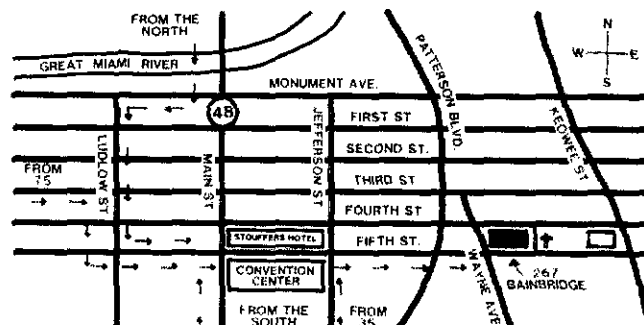 FROM THE
NORTH
GREAT MIAMI RIVER
MONUMENT AVE.
N
W E
S
PATTERSON BLVD.
KEOWEE ST
48
LUDLOW ST
MAIN ST
JEFFERSON ST
FIRST ST
SECOND ST.
THIRD ST
FOURTH ST
FIFTH ST.
FROM
75
STOUFFERS HOTEL
CONVENTION
CENTER
WAYNE AVE
267
BAINBRIDGE
FROM THE
SOUTH
FROM
35